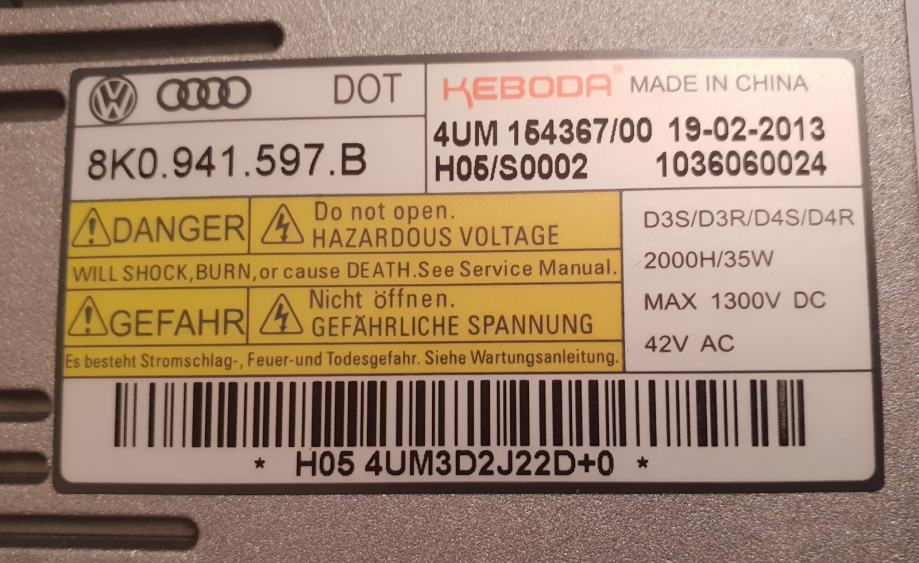 DOT
KEBODA® MADE IN CHINA
8K0.941.597.B
4UM 154367/00 19-02-2013
H05/S0002 1036060024
DANGER
Do not open.
HAZARDOUS VOLTAGE
WILL SHOCK,BURN,or cause DEATH.See Service Manual.
GEFAHR
Nicht öffnen.
GEFÄHRLICHE SPANNUNG
Es besteht Stromschlag-, Feuer-und Todesgefahr. Siehe Wartungsanleitung.
D3S/D3R/D4S/D4R
2000H/35W
MAX 1300V DC
42V AC
* H05 4UM3D2J22D+0 *